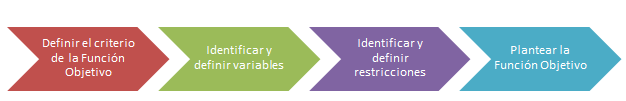 Definir el criterio
de la Función
Objetivo
Identificar y
definir variables
Identificar y
definir
restricciones
Plantear la
Función Objetivo